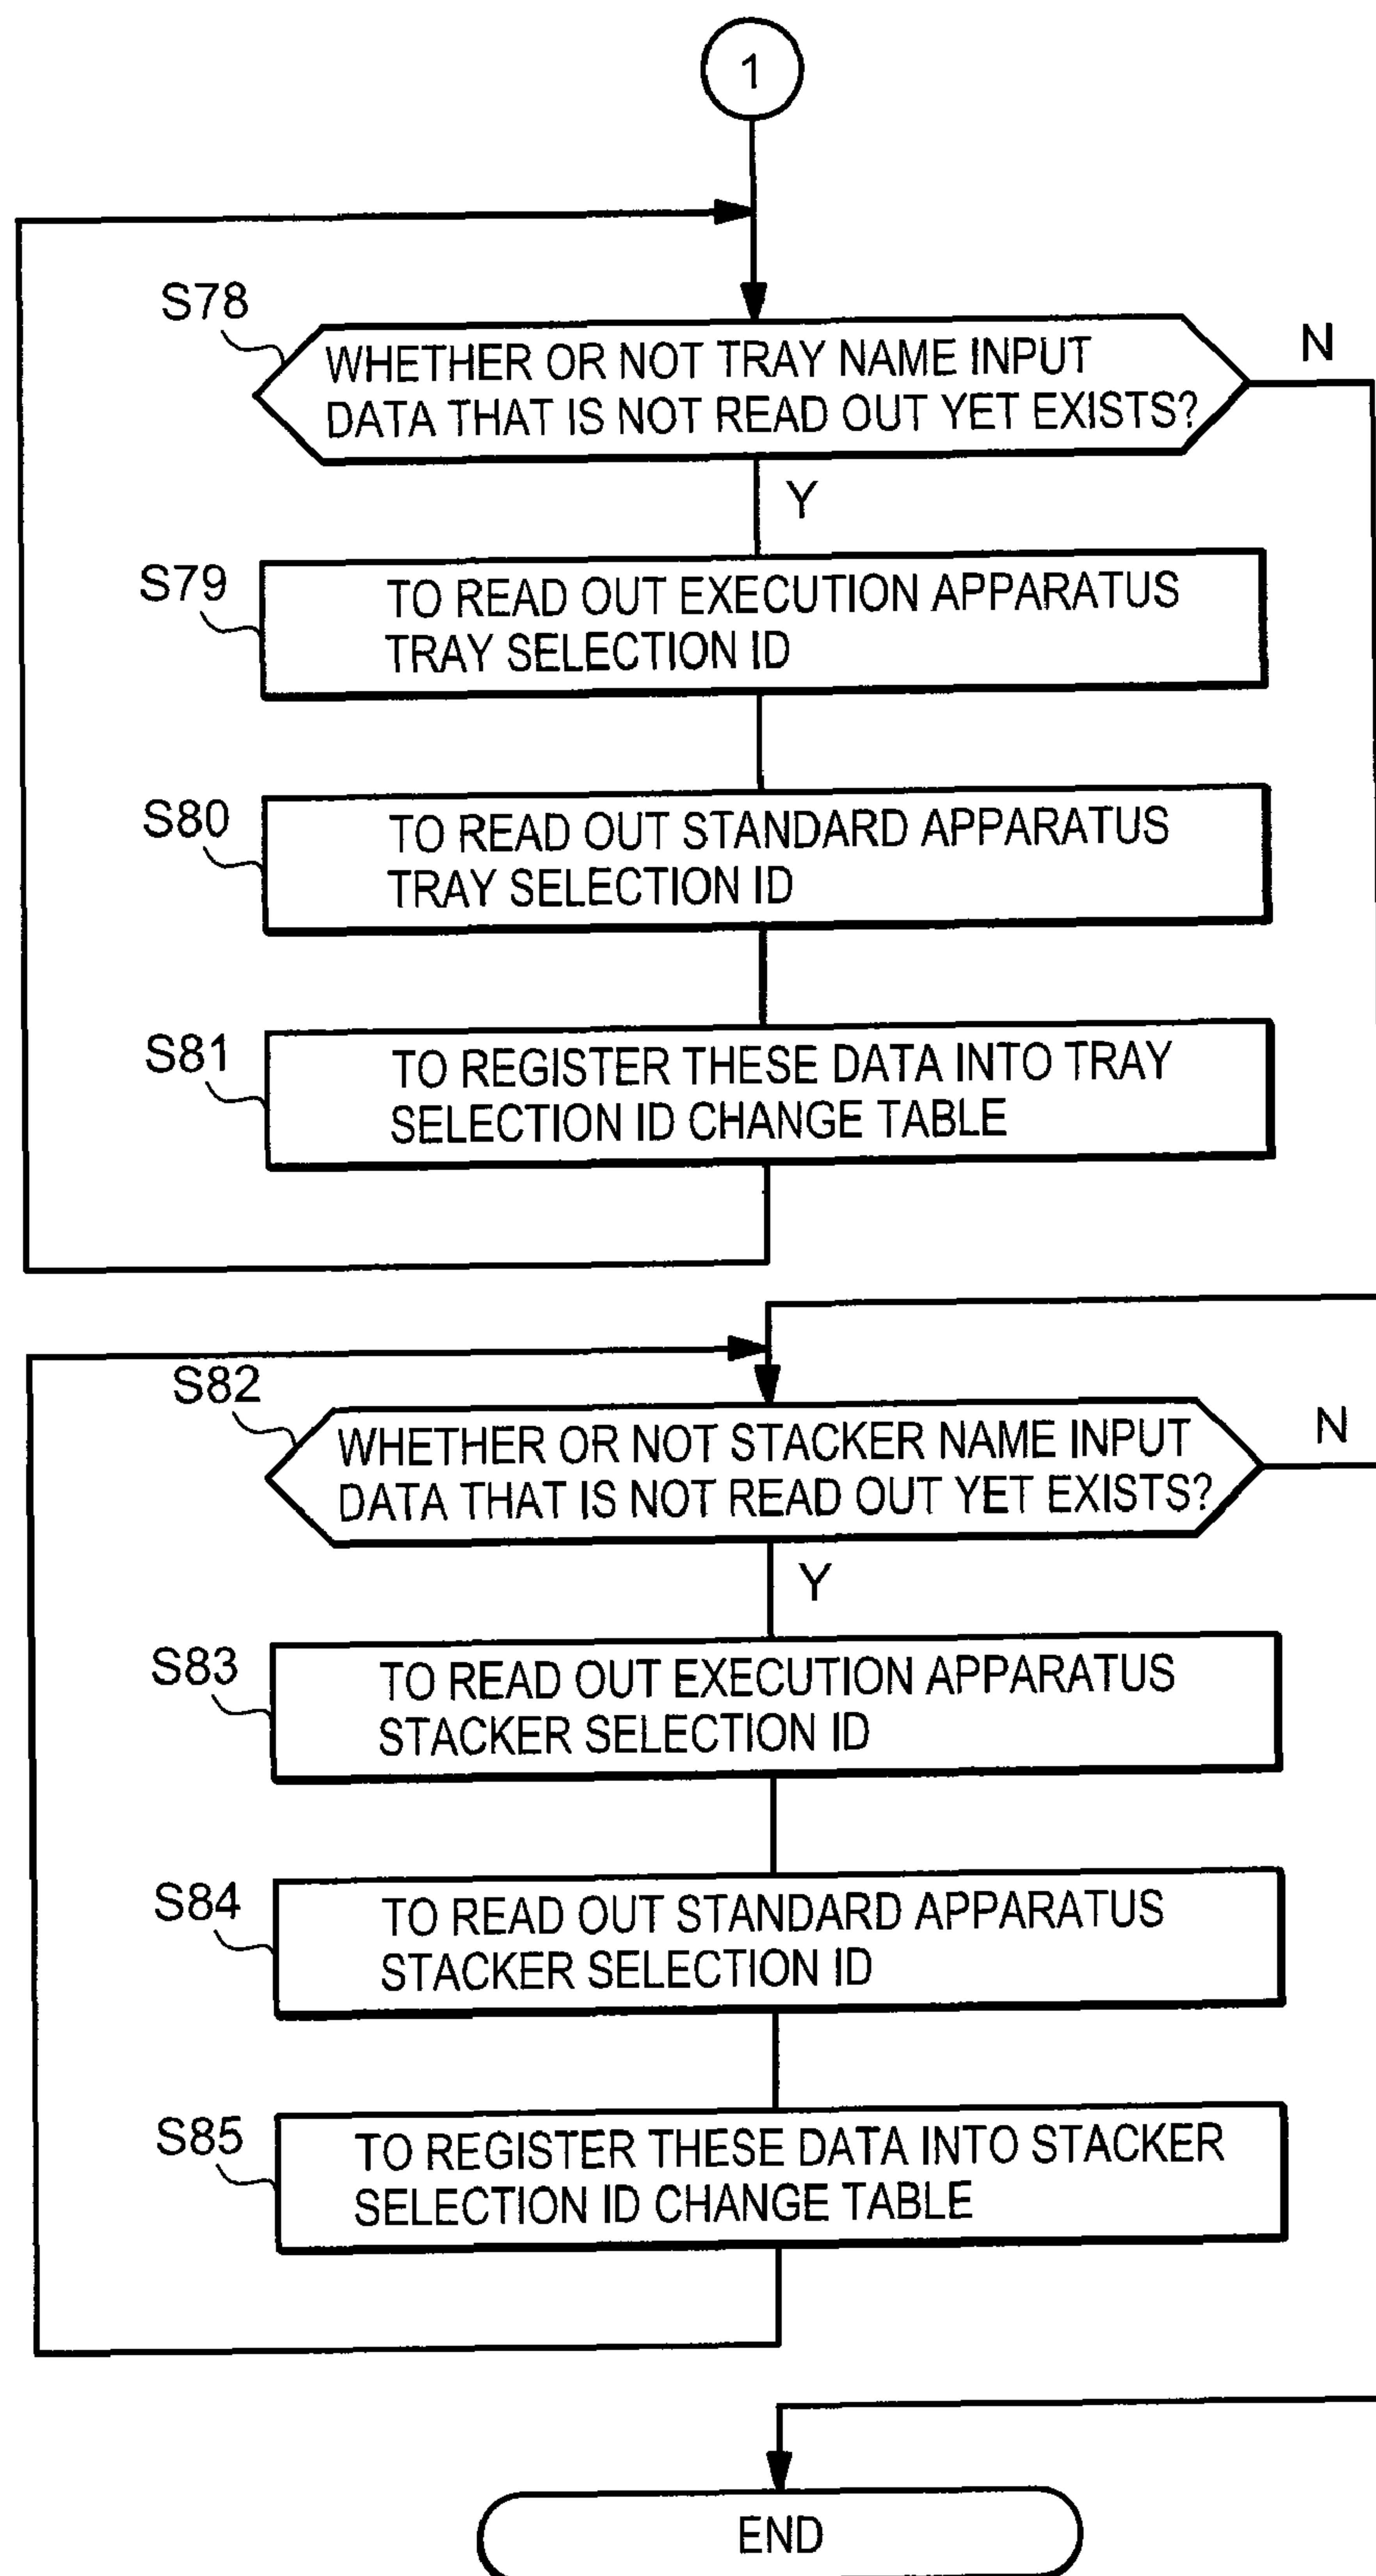 1
S78
WHETHER OR NOT TRAY NAME INPUT
DATA THAT IS NOT READ OUT YET EXISTS?
N
Y
S79
TO READ OUT EXECUTION APPARATUS
TRAY SELECTION ID
S80
TO READ OUT STANDARD APPARATUS
TRAY SELECTION ID
S81
TO REGISTER THESE DATA INTO TRAY
SELECTION ID CHANGE TABLE
S82
WHETHER OR NOT STACKER NAME INPUT
DATA THAT IS NOT READ OUT YET EXISTS?
N
Y
S83
TO READ OUT EXECUTION APPARATUS
STACKER SELECTION ID
S84
TO READ OUT STANDARD APPARATUS
STACKER SELECTION ID
S85
TO REGISTER THESE DATA INTO STACKER
SELECTION ID CHANGE TABLE
END